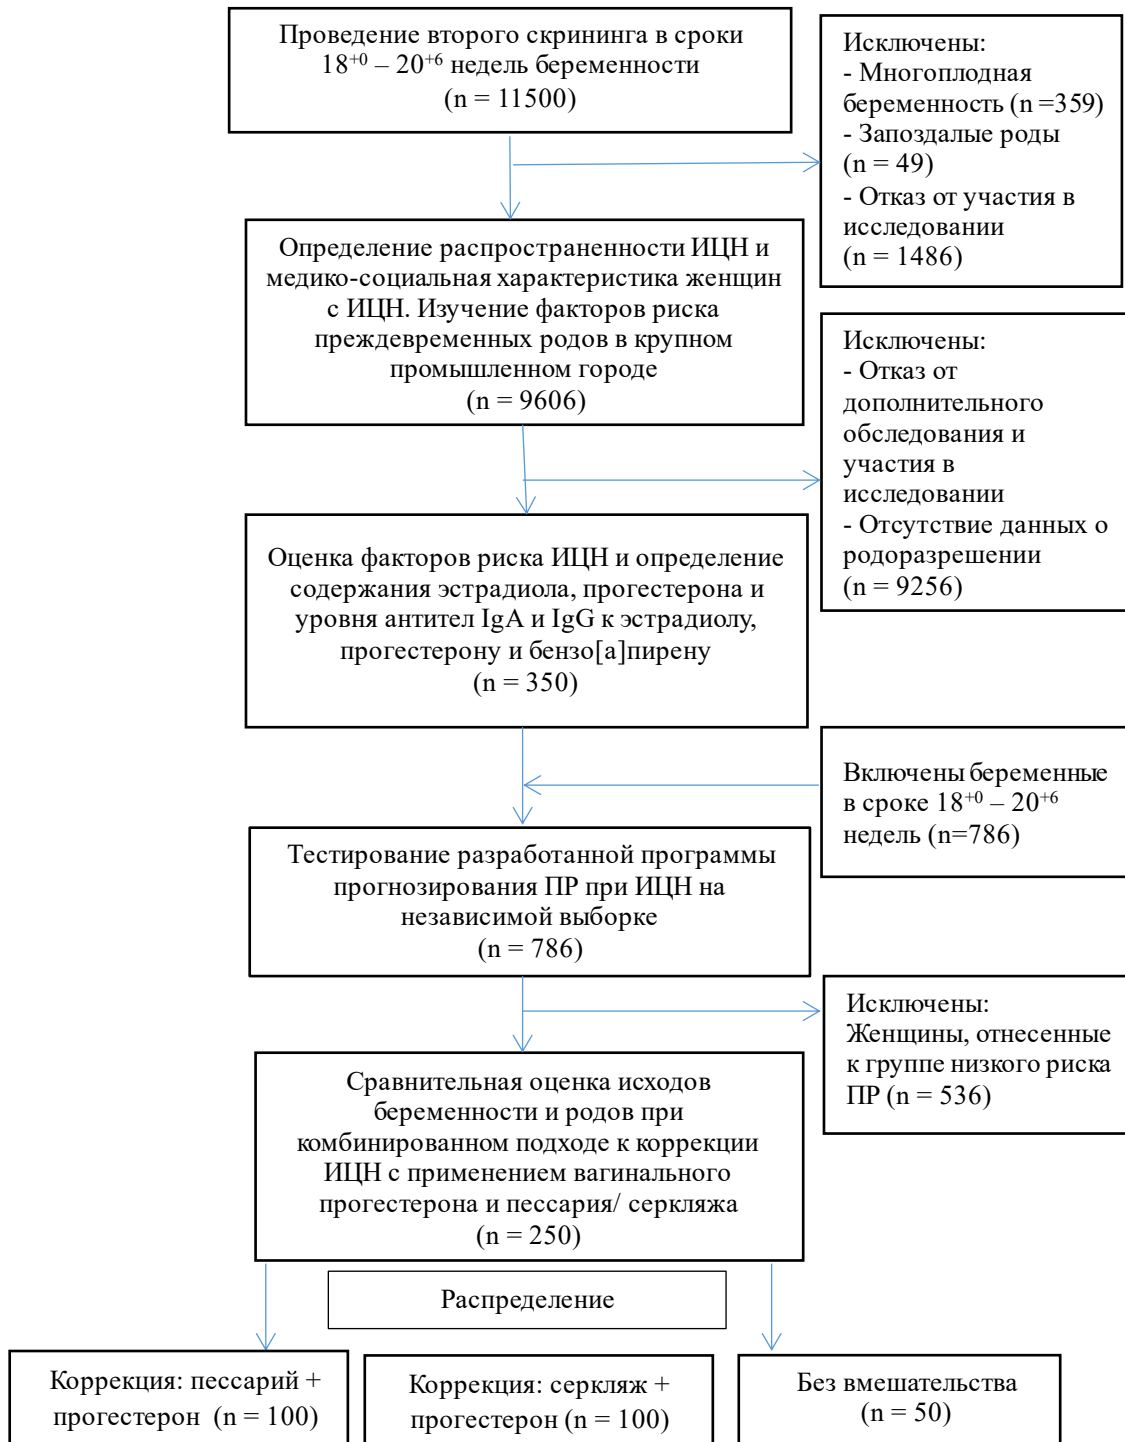 Проведение второго скрининга в сроки
18⁺⁰ – 20⁺⁶ недель беременности
(n = 11500)
Исключены:
- Многоплодная
беременность (n =359)
- Запоздалые роды
(n = 49)
- Отказ от участия в
исследовании
(n = 1486)
Определение распространенности ИЦН и
медико-социальная характеристика женщин
с ИЦН. Изучение факторов риска
преждевременных родов в крупном
промышленном городе
(n = 9606)
Исключены:
- Отказ от
дополнительного
обследования и
участия в
исследовании
- Отсутствие данных о
родоразрешении
(n = 9256)
Оценка факторов риска ИЦН и определение
содержания эстрадиола, прогестерона и
уровня антител IgA и IgG к эстрадиолу,
прогестерону и бензо[а]пирену
(n = 350)
Включены беременные
в сроке 18⁺⁰ – 20⁺⁶
недель (n=786)
Тестирование разработанной программы
прогнозирования ПР при ИЦН на
независимой выборке
(n = 786)
Исключены:
Женщины, отнесенные
к группе низкого риска
ПР (n = 536)
Сравнительная оценка исходов
беременности и родов при
комбинированном подходе к коррекции
ИЦН с применением вагинального
прогестерона и пессария/ серкляжа
(n = 250)
Распределение
Коррекция: пессарий +
прогестерон (n = 100)
Коррекция: серкляж +
прогестерон (n = 100)
Без вмешательства
(n = 50)